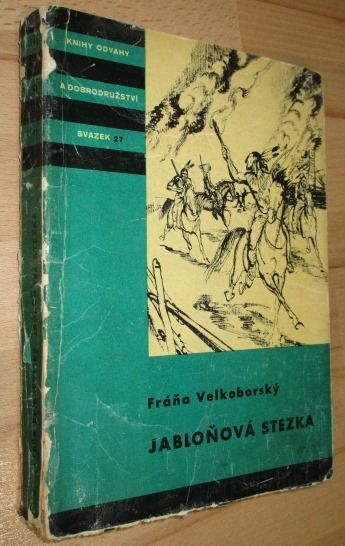 KNIHY ODVAHY
A DOBRODRUŽSTVÍ
SVAZEK 27
Fráňa Velkoborský
JABLOŇOVÁ STEZKA